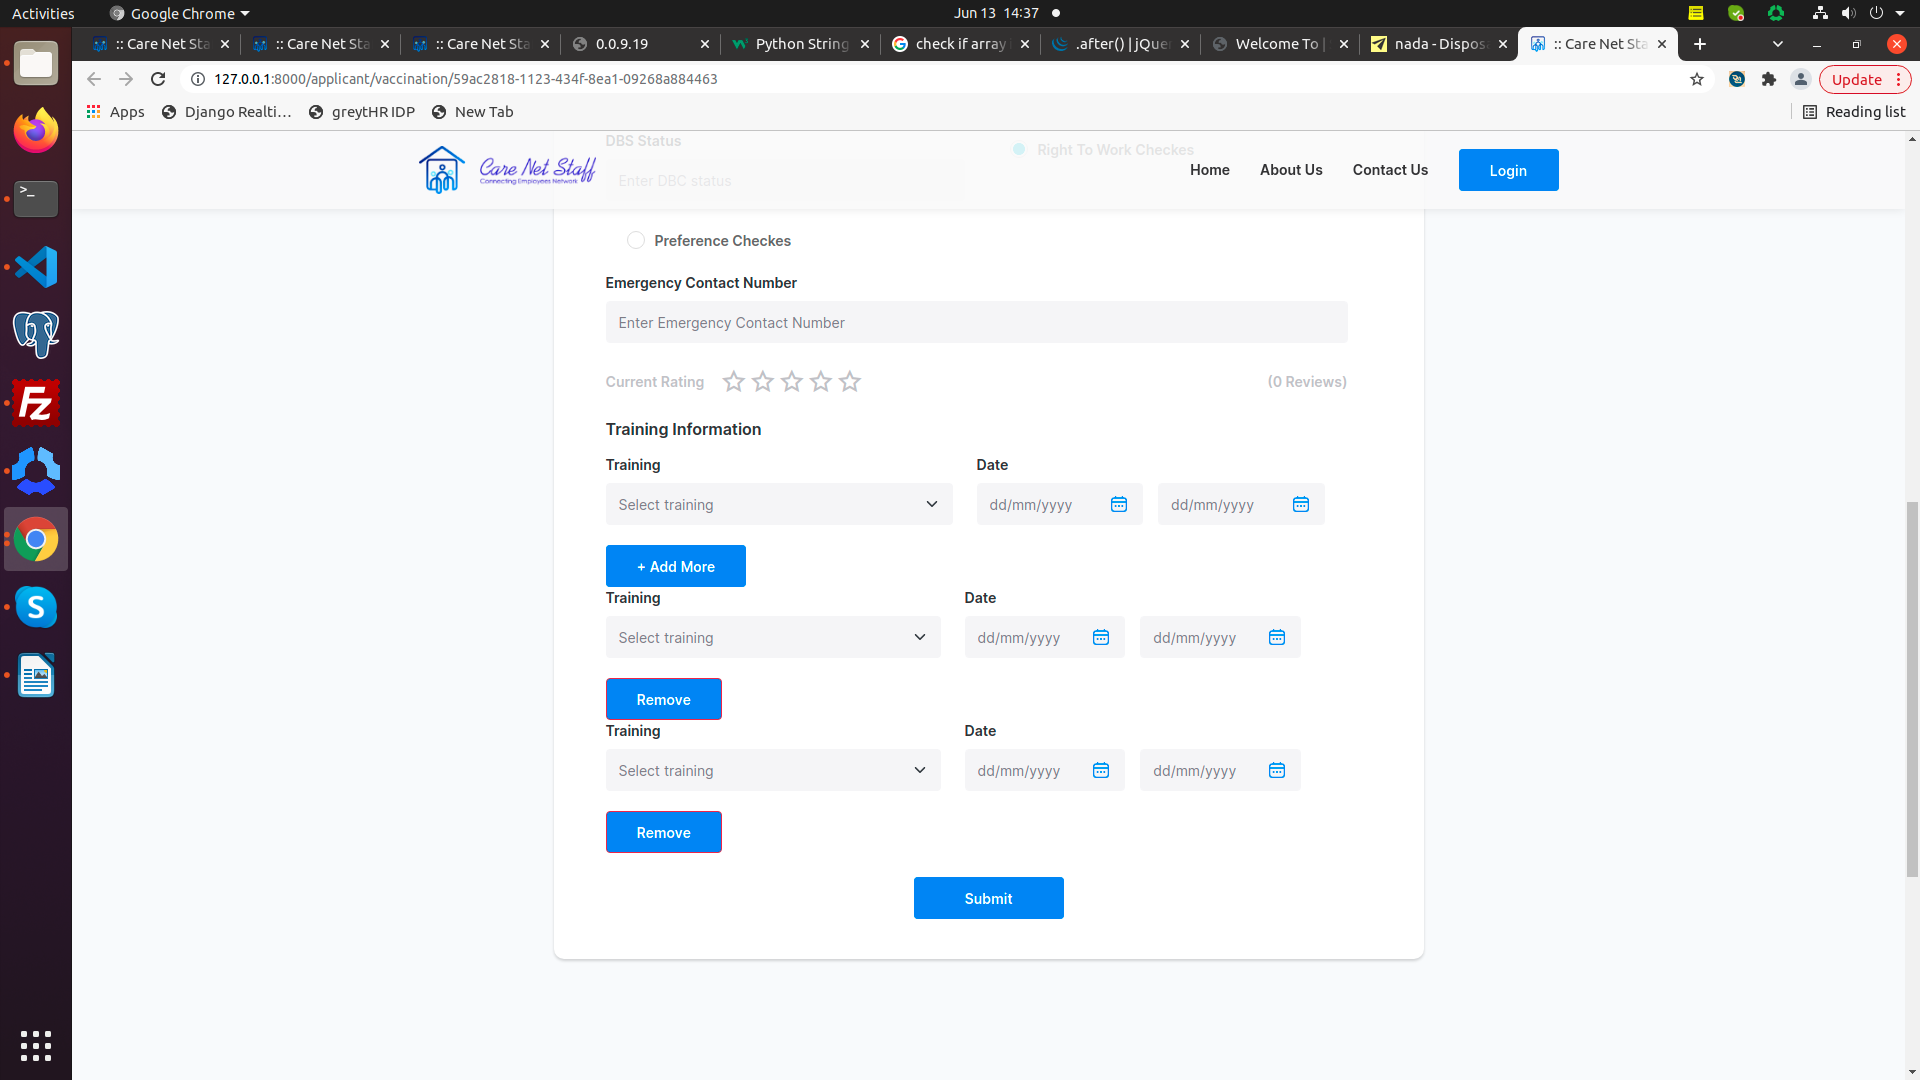 Activities
Google Chrome
Jun 13 14:37
:: Care Net Sta
:: Care Net Sta
:: Care Net Sta
0.0.9.19
Python String
check if array
.after() | jQuer
Welcome To |
nada - Disposa
:: Care Net Sta
127.0.0.1:8000/applicant/vaccination/59ac2818-1123-434f-8ea1-09268a884463
Update
Apps
Django Realti...
greytHR IDP
New Tab
Reading list
DBS Status
Right To Work Checkes
Enter DBC status
Care Net Staff
Connecting Employees Network
Home
About Us
Contact Us
Login
Preference Checkes
Emergency Contact Number
Enter Emergency Contact Number
Current Rating
(0 Reviews)
Training Information
Training
Date
Select training
dd/mm/yyyy
dd/mm/yyyy
+ Add More
Training
Date
Select training
dd/mm/yyyy
dd/mm/yyyy
Remove
Training
Date
Select training
dd/mm/yyyy
dd/mm/yyyy
Remove
Submit